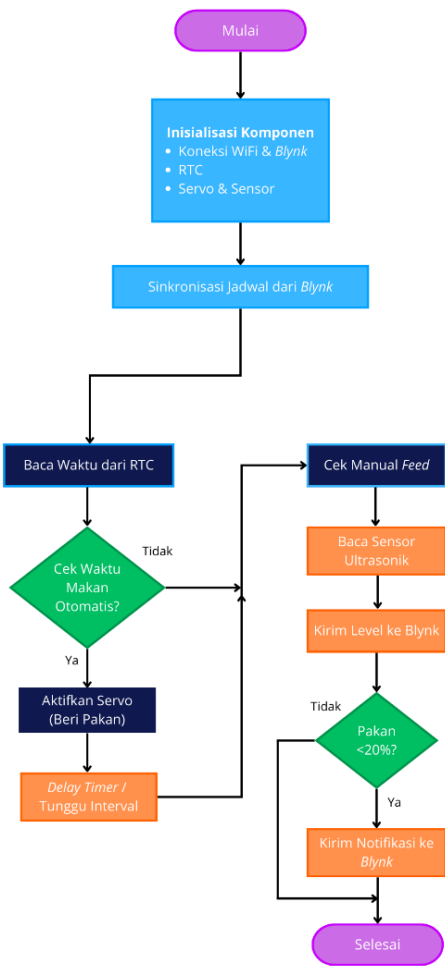 Mulai
Inisialisasi Komponen
• Koneksi WiFi & Blynk
• RTC
• Servo & Sensor
Sinkronisasi Jadwal dari Blynk
Baca Waktu dari RTC
Cek Waktu
Makan
Otomatis?
Tidak
Ya
Aktifkan Servo
(Beri Pakan)
Delay Timer /
Tunggu Interval
Cek Manual Feed
Baca Sensor
Ultrasonik
Kirim Level ke Blynk
Tidak
Pakan
<20%?
Ya
Kirim Notifikasi ke
Blynk
Selesai